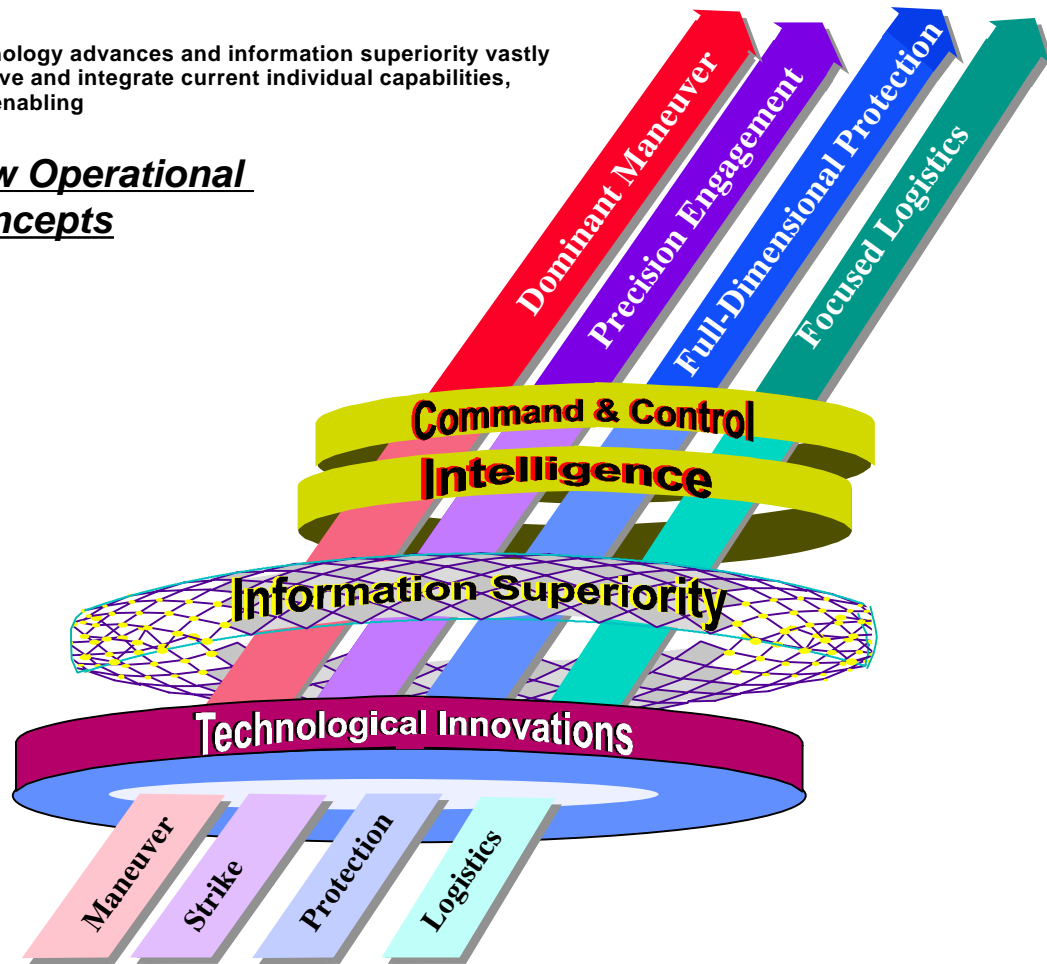 nology advances and information superiority vastly
ve and integrate current individual capabilities,
enabling
w Operational
ncepts
Dominant Maneuver
Precision Engagement
Full-Dimensional Protection
Focused Logistics
Command & Control
Intelligence
Information Superiority
Technological Innovations
Maneuver
Strike
Protection
Logistics